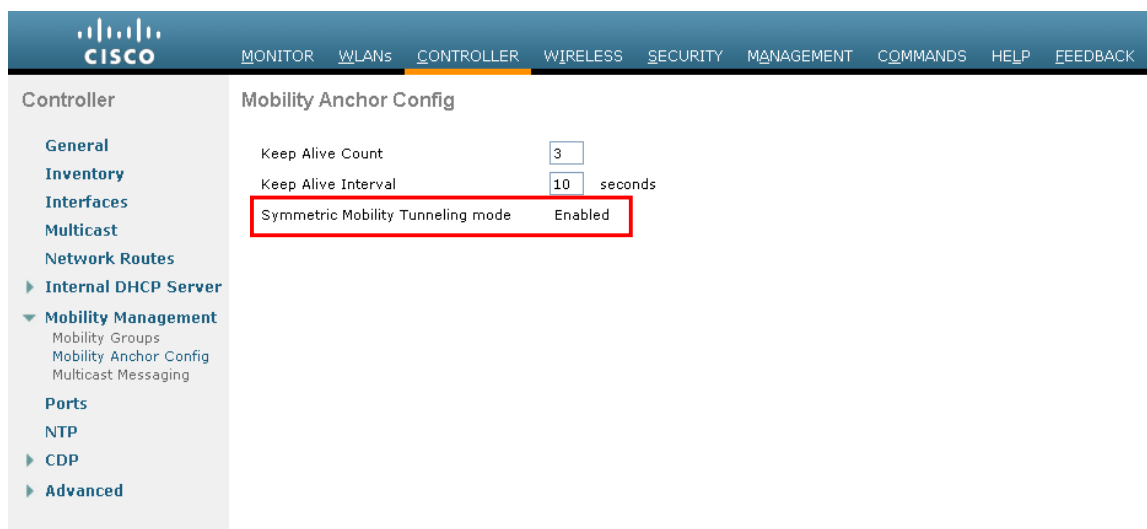 CISCO
MONITOR WLANs CONTROLLER WIRELESS SECURITY MANAGEMENT COMMANDS HELP FEEDBACK
Controller
General
Inventory
Interfaces
Multicast
Network Routes
Internal DHCP Server
Mobility Management
Mobility Groups
Mobility Anchor Config
Multicast Messaging
Ports
NTP
CDP
Advanced
Mobility Anchor Config
Keep Alive Count 3
Keep Alive Interval 10 seconds
Symmetric Mobility Tunneling mode Enabled